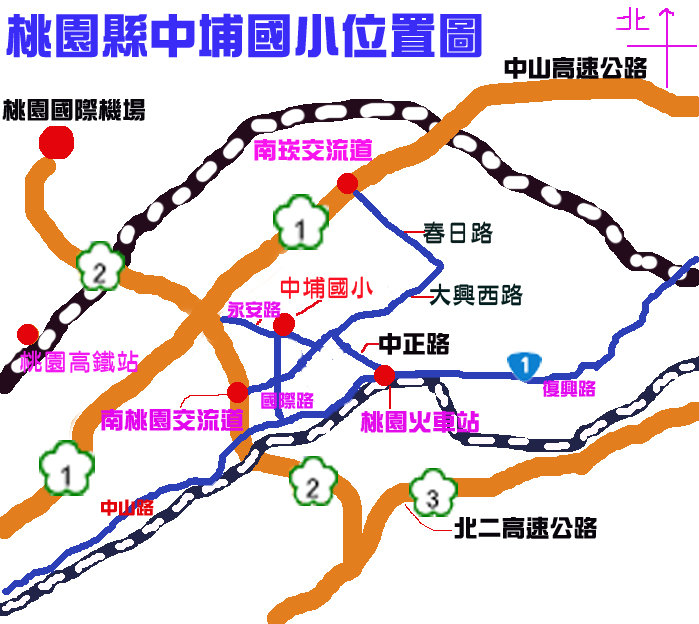 桃園縣中埔國小位置圖
北
中山高速公路
桃園國際機場
南崁交流道
1
春日路
2
中埔國小
大興西路
永安路
中正路
桃園高鐵站
1
復興路
國際路
南桃園交流道
桃園火車站
1
2
3
中山路
北二高速公路